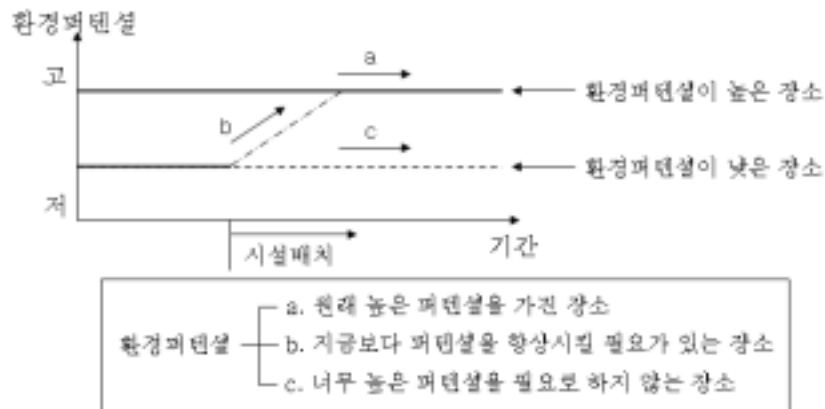 환경퍼텐셜
고
a
환경퍼텐셜이 높은 장소
b
c
환경퍼텐셜이 낮은 장소
저
시설배치
기간
a. 원래 높은 퍼텐셜을 가진 장소
환경퍼텐셜
b. 지금보다 퍼텐셜을 향상시킬 필요가 있는 장소
c. 너무 높은 퍼텐셜을 필요로 하지 않는 장소